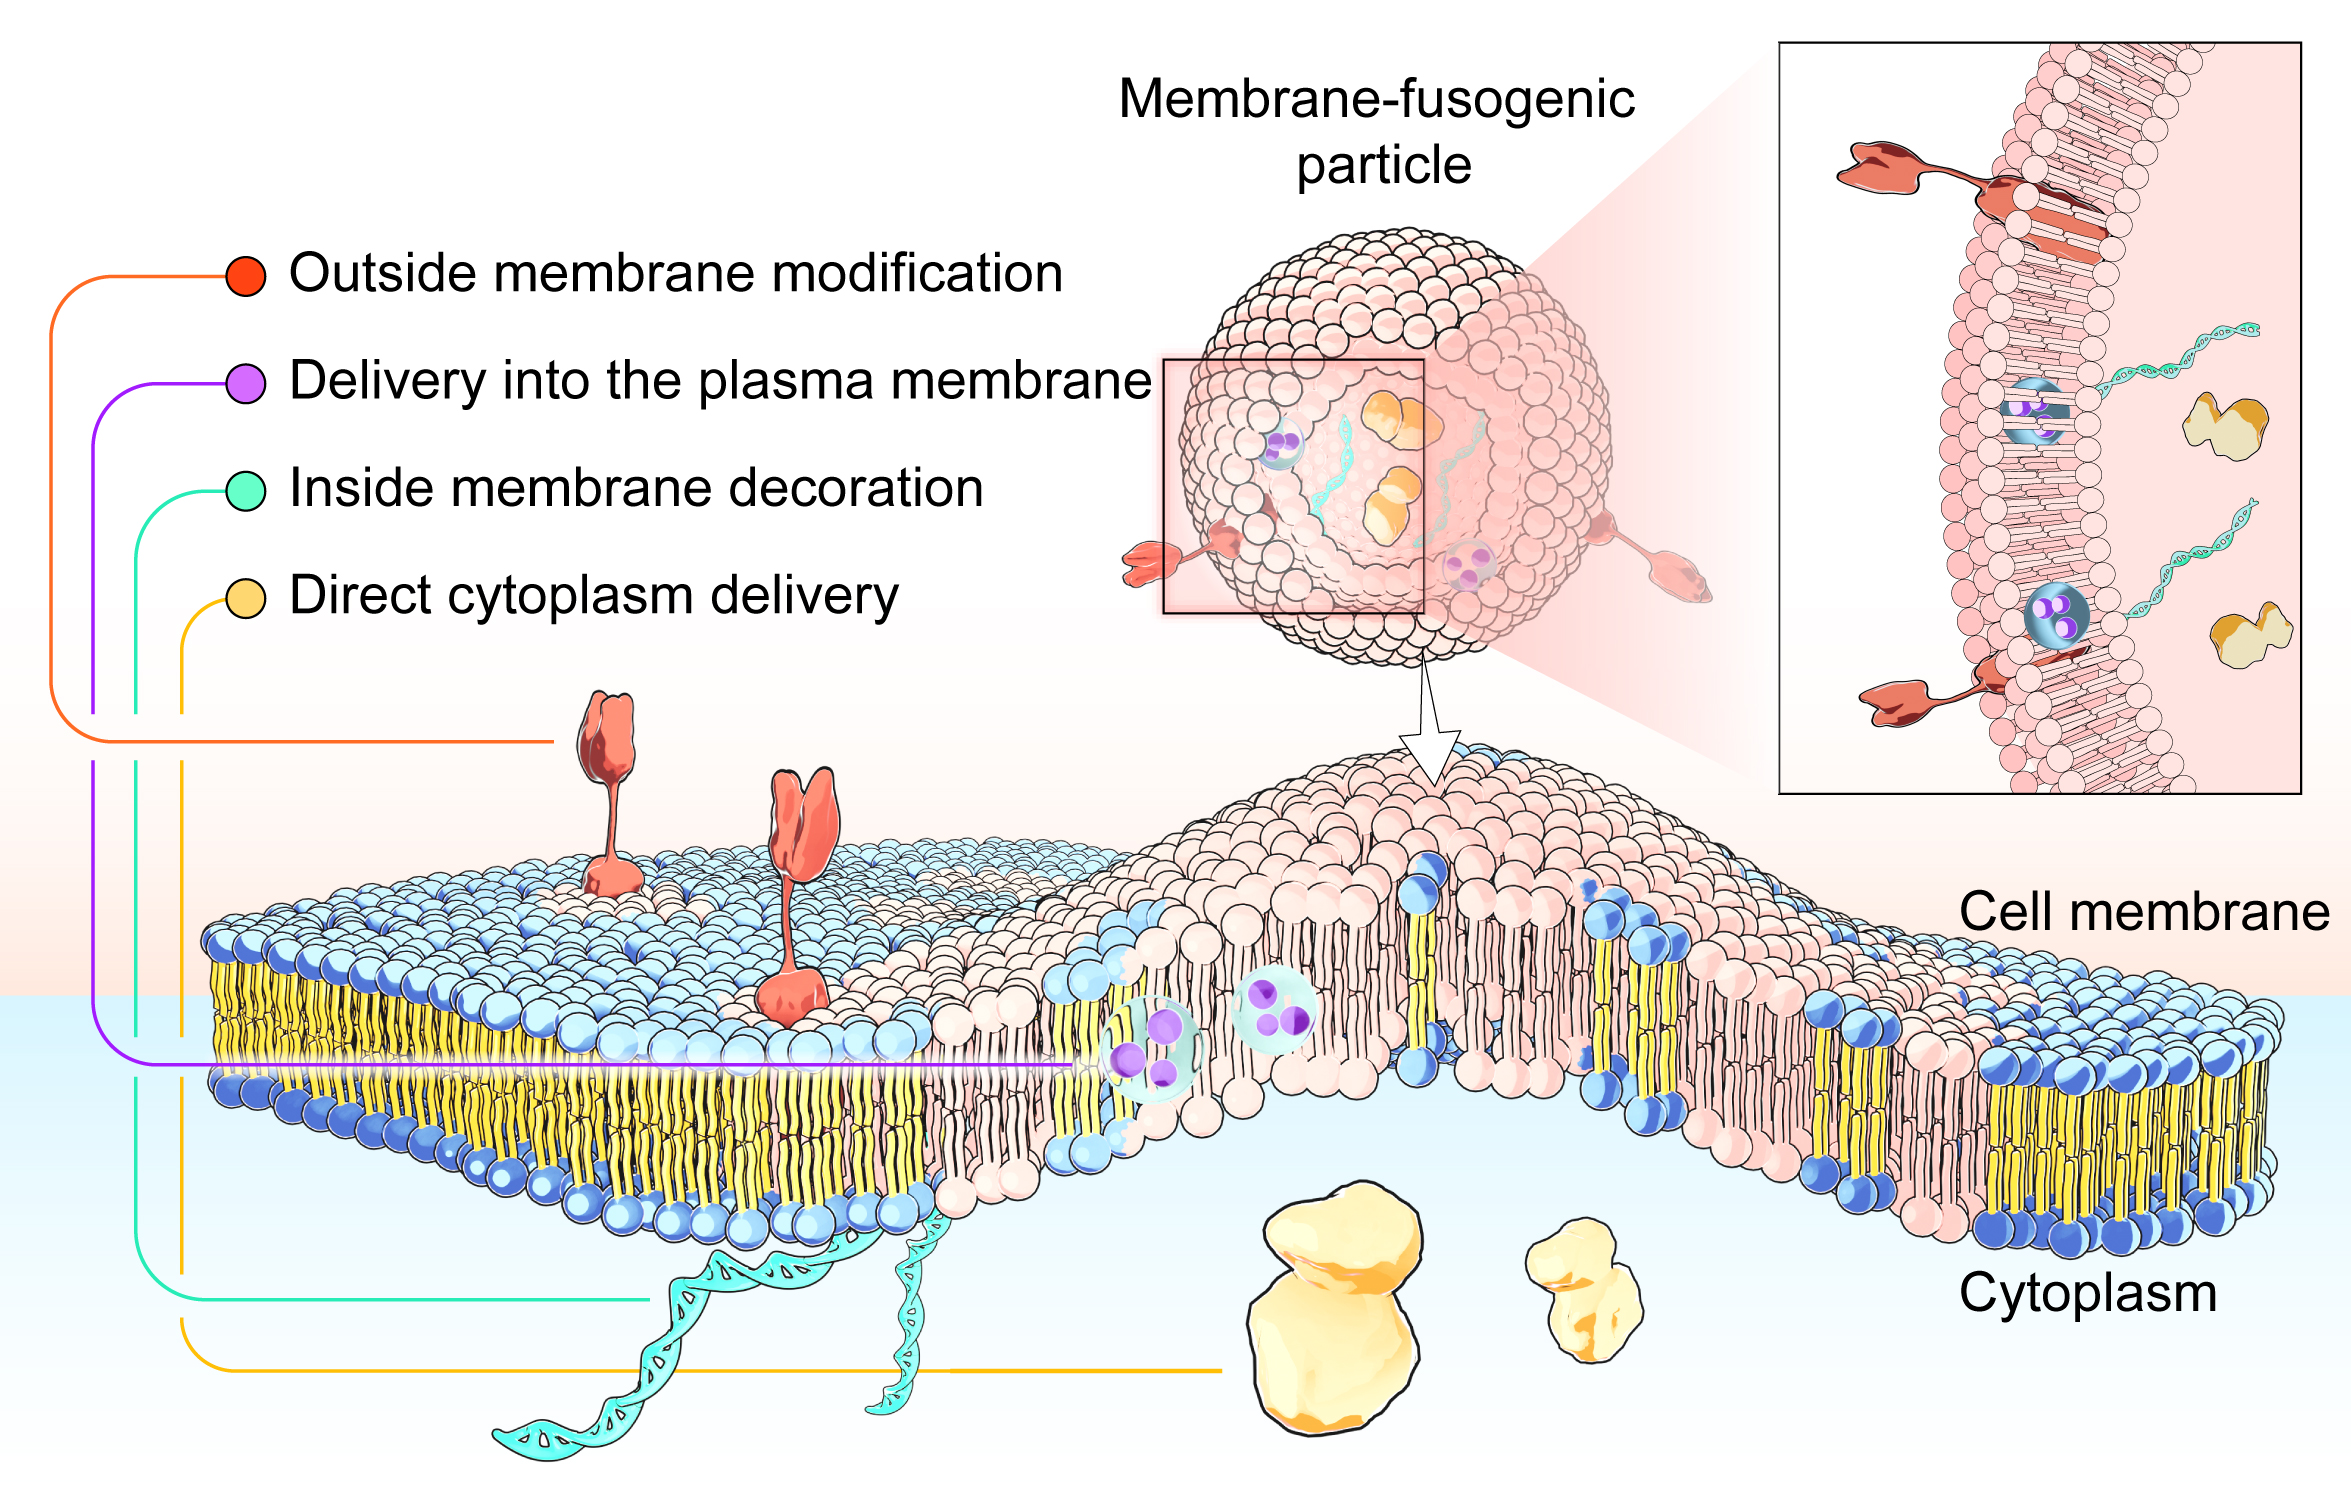 Membrane-fusogenic
particle
Outside membrane modification
Delivery into the plasma membrane
Inside membrane decoration
Direct cytoplasm delivery
Cell membrane
Cytoplasm